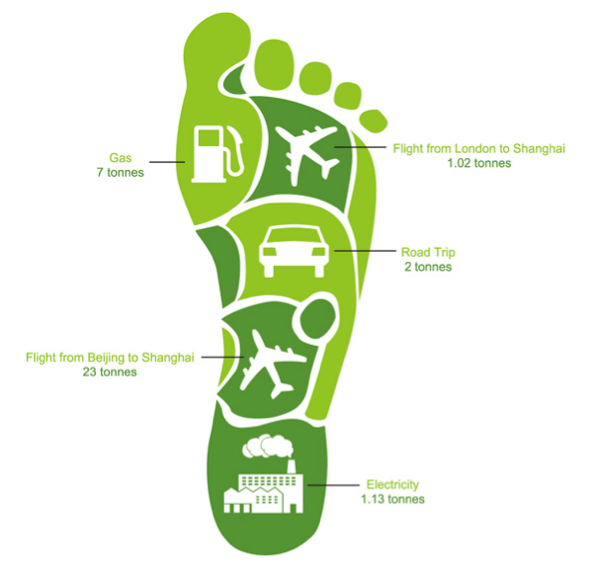 Gas
7 tonnes
Flight from London to Shanghai
1.02 tonnes
Road Trip
2 tonnes
Flight from Beijing to Shanghai
23 tonnes
Electricity
1.13 tonnes